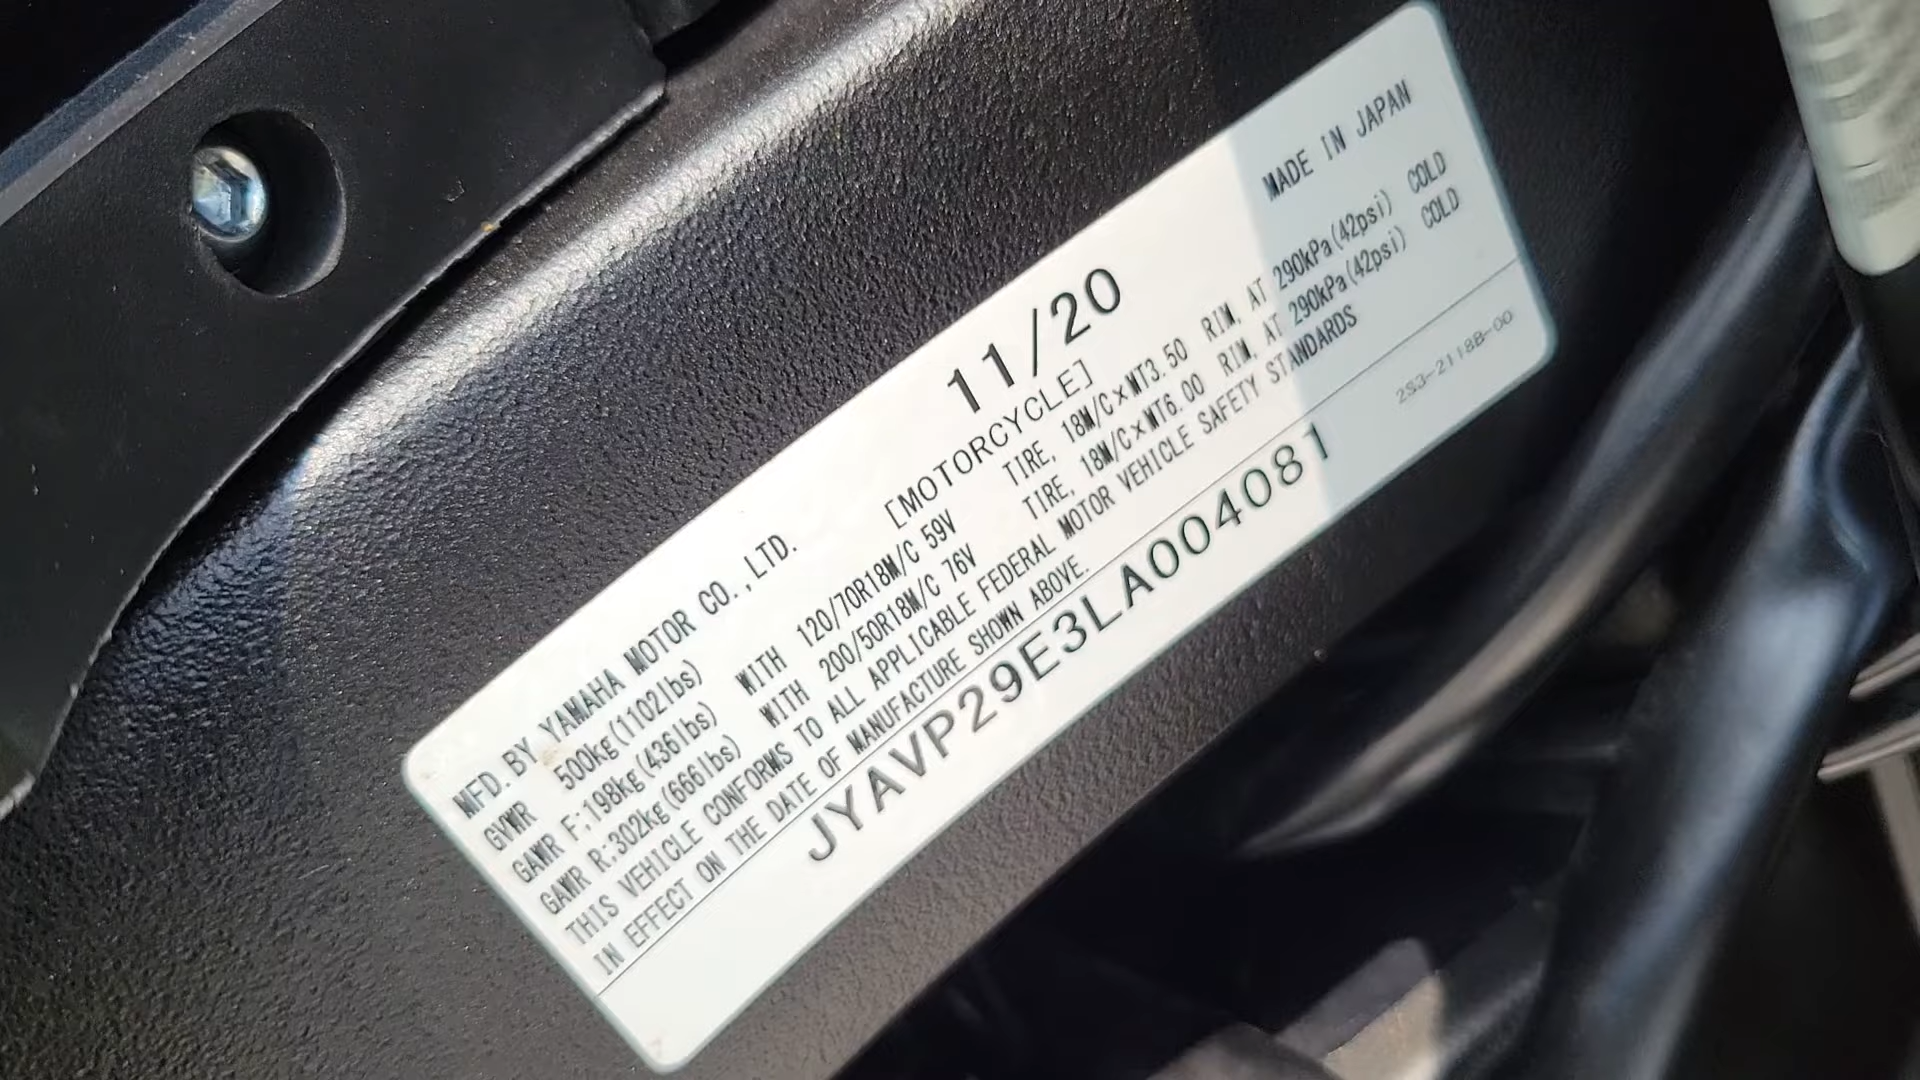 MFD. BY YAMAHA MOTOR CO., LTD. 11/20 MADE IN JAPAN
GVWR 500kg(1102lbs) [MOTORCYCLE]
GAWR F:198kg(436lbs) WITH 120/70R18M/C 59V TIRE, 18M/C×MT3.50 RIM, AT 290kPa(42psi) COLD
GAWR R:302kg(666lbs) WITH 200/50R18M/C 76V TIRE, 18M/C×MT6.00 RIM, AT 290kPa(42psi) COLD
THIS VEHICLE CONFORMS TO ALL APPLICABLE FEDERAL MOTOR VEHICLE SAFETY STANDARDS
IN EFFECT ON THE DATE OF MANUFACTURE SHOWN ABOVE.
JYAVP29E3LA004081 2S3-2118B-00